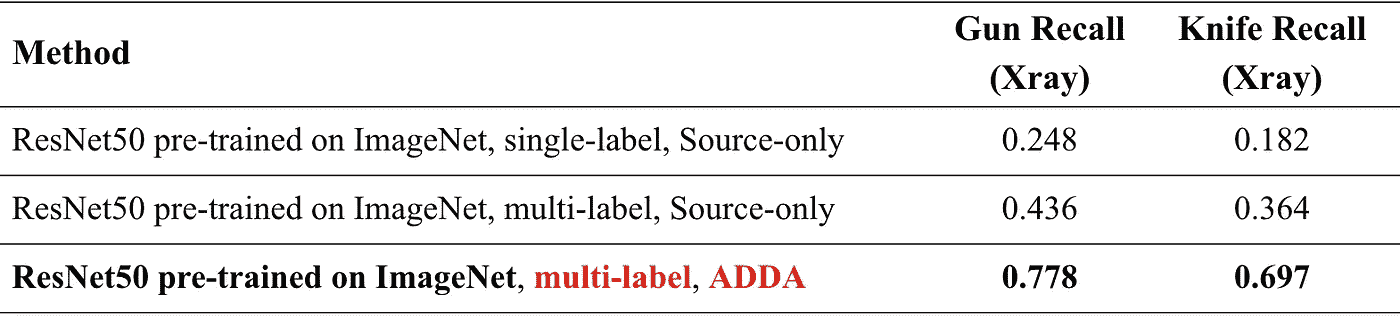 Method Gun Recall (Xray) Knife Recall (Xray)
ResNet50 pre-trained on ImageNet, single-label, Source-only 0.248 0.182
ResNet50 pre-trained on ImageNet, multi-label, Source-only 0.436 0.364
ResNet50 pre-trained on ImageNet, multi-label, ADDA 0.778 0.697